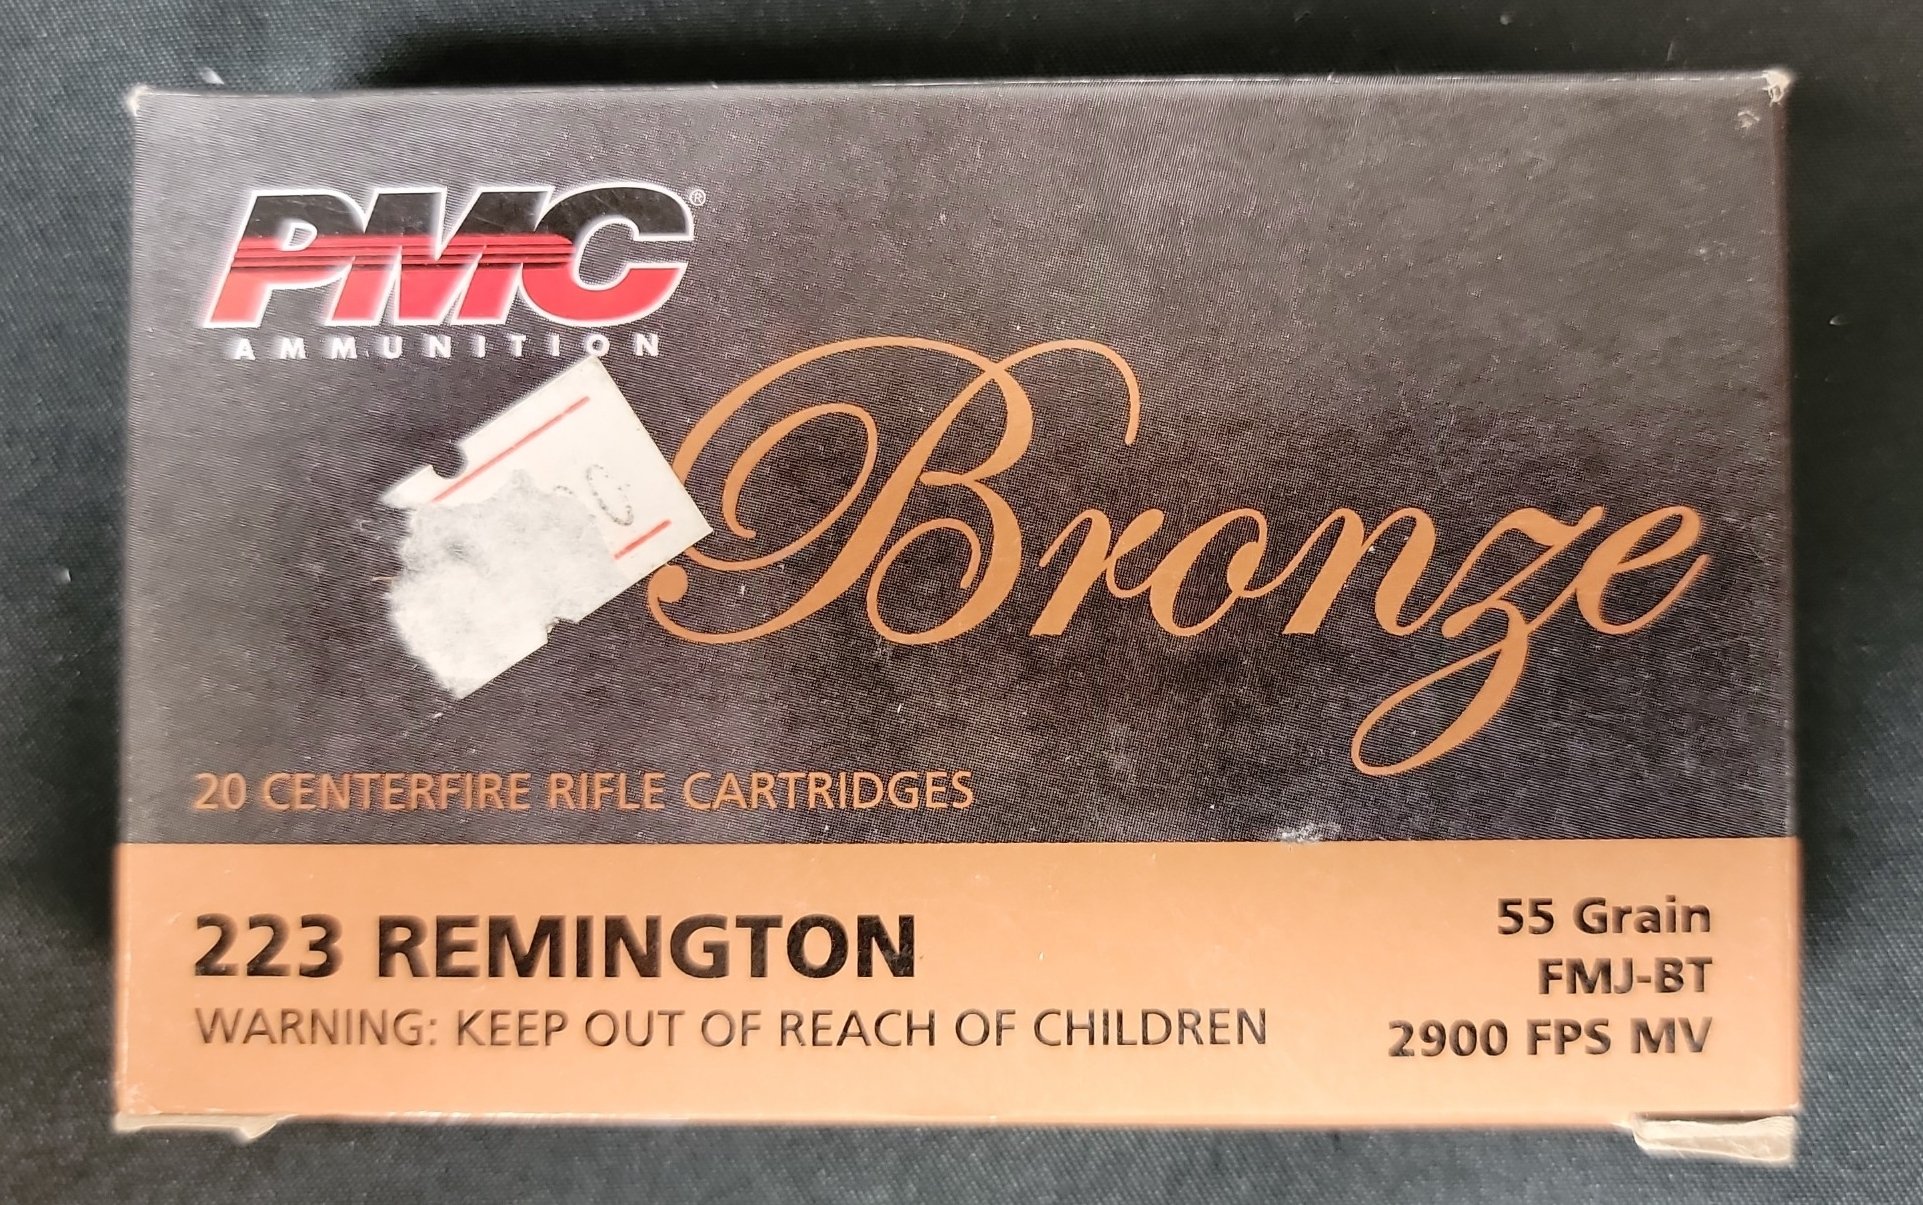 PMC®
AMMUNITION
Bronze
20 CENTERFIRE RIFLE CARTRIDGES
223 REMINGTON
WARNING: KEEP OUT OF REACH OF CHILDREN
55 Grain
FMJ-BT
2900 FPS MV